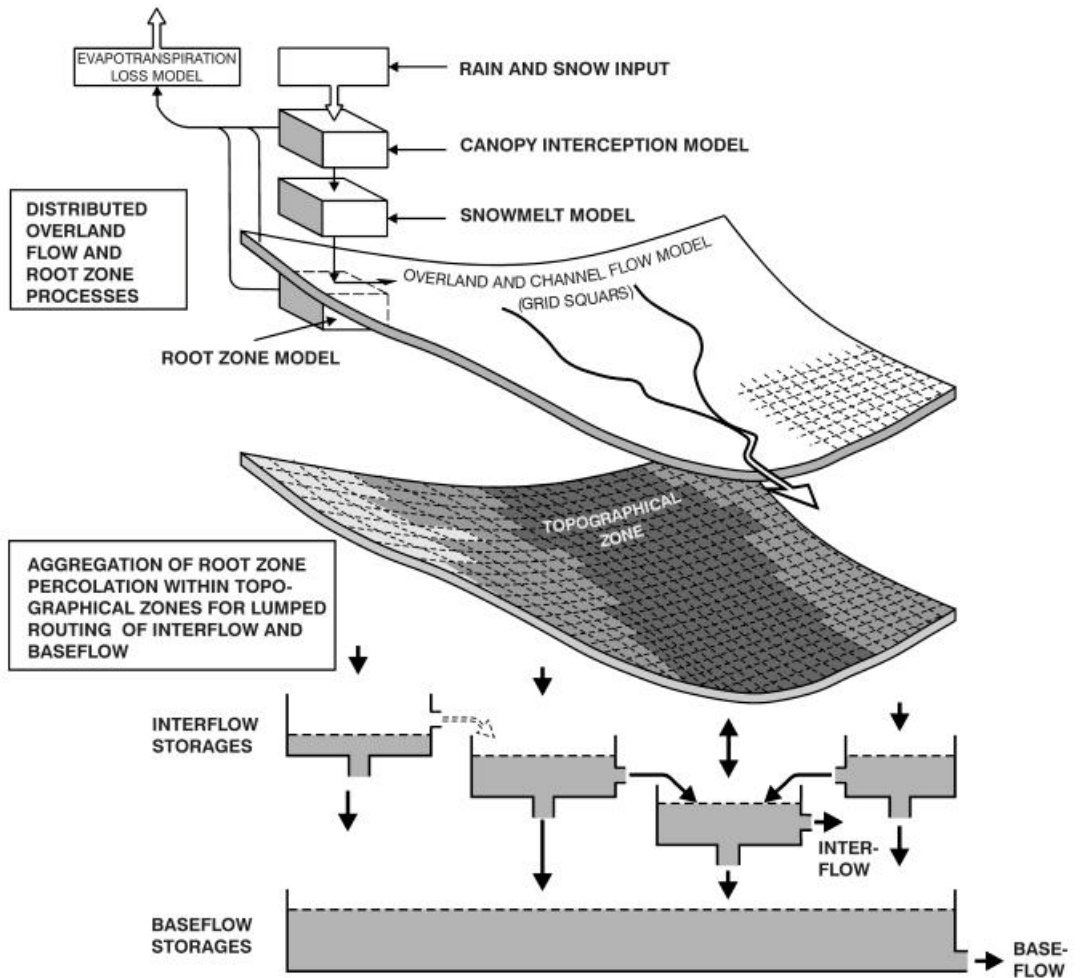 EVAPOTRANSPIRATION
LOSS MODEL
RAIN AND SNOW INPUT
CANOPY INTERCEPTION MODEL
SNOWMELT MODEL
DISTRIBUTED
OVERLAND
FLOW AND
ROOT ZONE
PROCESSES
OVERLAND AND CHANNEL FLOW MODEL
(GRID SQUARS)
ROOT ZONE MODEL
TOPOGRAPHICAL
ZONE
AGGREGATION OF ROOT ZONE
PERCOLATION WITHIN TOPO-
GRAPHICAL ZONES FOR LUMPED
ROUTING OF INTERFLOW AND
BASEFLOW
INTERFLOW
STORAGES
INTER-
FLOW
BASEFLOW
STORAGES
BASE-
FLOW